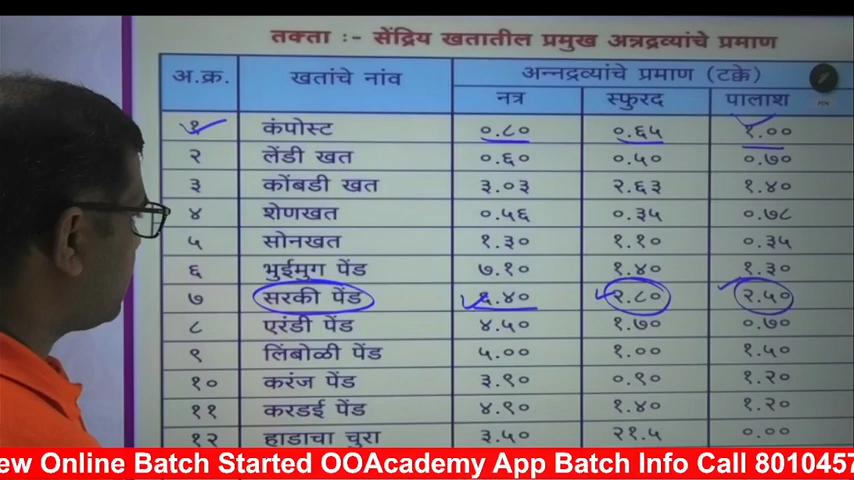 तक्ता :- सेंद्रिय खतातील प्रमुख अन्नद्रव्यांचे प्रमाण
अ.क्र. खतांचे नांव अन्नद्रव्यांचे प्रमाण (टक्के)
नत्र स्फुरद पालाश
१ कंपोस्ट ०.८० ०.६५ १.००
२ लेंडी खत ०.६० ०.५० ०.७०
३ कोंबडी खत ३.०३ २.६३ १.४०
४ शेणखत ०.५६ ०.३५ ०.७८
५ सोनखत १.३० १.१० ०.३५
६ भुईमुग पेंड ७.१० १.४० १.३०
७ सरकी पेंड ६.४० २.८० २.५०
८ एरंडी पेंड ४.५० १.७० ०.७०
९ लिंबोळी पेंड ५.०० १.०० १.५०
१० करंज पेंड ३.९० ०.९० १.२०
११ करडई पेंड ४.९० १.४० १.२०
१२ हाडाचा चुरा ३.५० २१.५ ०.००
ew Online Batch Started OOAcademy App Batch Info Call 8010457